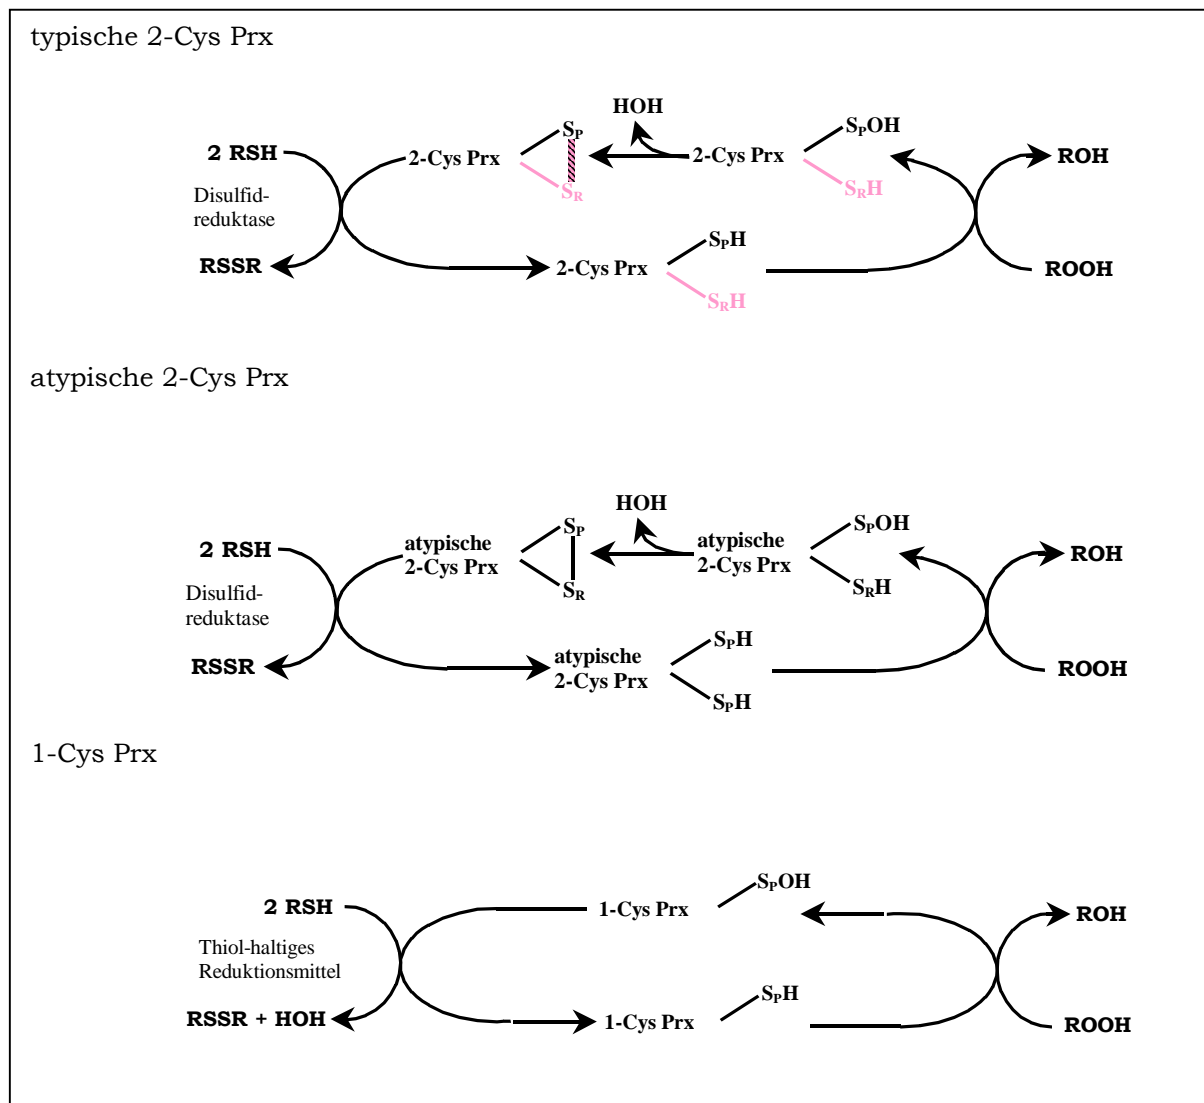 typische 2-Cys Prx
HOH
2 RSH
2-Cys Prx
SP
SR
2-Cys Prx
SPOH
SRH
ROH
Disulfid-
reduktase
RSSR
2-Cys Prx
SPH
SRH
ROOH
atypische 2-Cys Prx
HOH
2 RSH
atypische
2-Cys Prx
SP
SR
atypische
2-Cys Prx
SPOH
SRH
ROH
Disulfid-
reduktase
RSSR
atypische
2-Cys Prx
SPH
SPH
ROOH
1-Cys Prx
2 RSH
1-Cys Prx
SPOH
ROH
Thiol-haltiges
Reduktionsmittel
RSSR + HOH
1-Cys Prx
SPH
ROOH